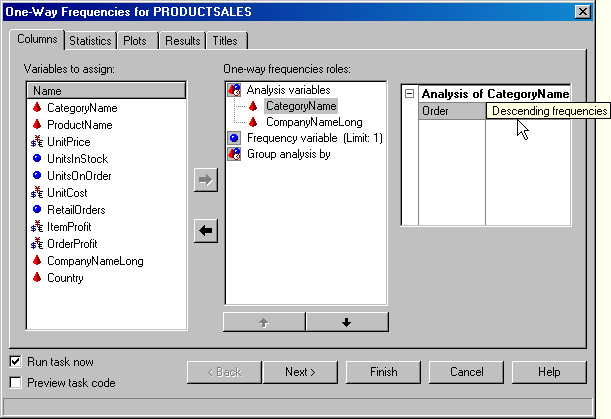 One-Way Frequencies for PRODUCTSALES
Columns Statistics Plots Results Titles
Variables to assign:
Name
CategoryName
ProductName
UnitPrice
UnitsInStock
UnitsOnOrder
UnitCost
RetailOrders
ItemProfit
OrderProfit
CompanyNameLong
Country
One-way frequencies roles:
Analysis variables
CategoryName
CompanyNameLong
Frequency variable (Limit: 1)
Group analysis by
Analysis of CategoryName
Order Descending frequencies
Run task now
Preview task code
< Back Next > Finish Cancel Help